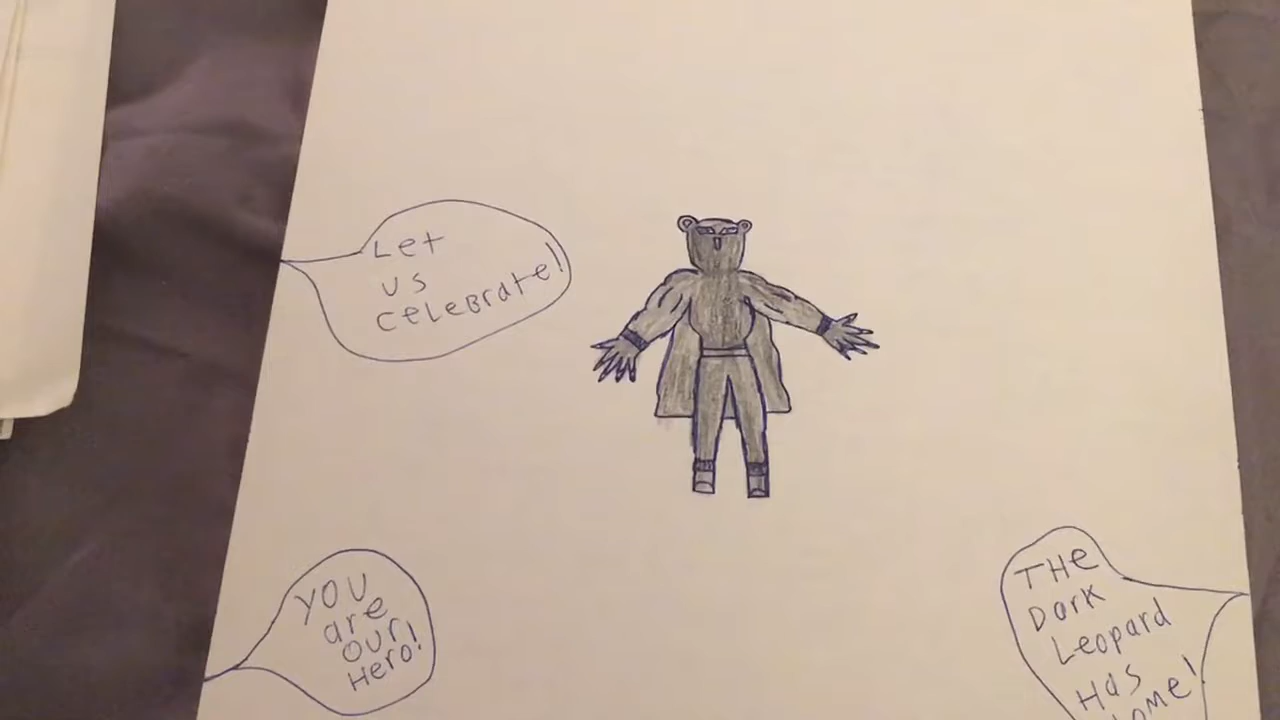 Let
us
celebrate!
YOU
are
our
Hero!
THe
Dark
Leopard
Has